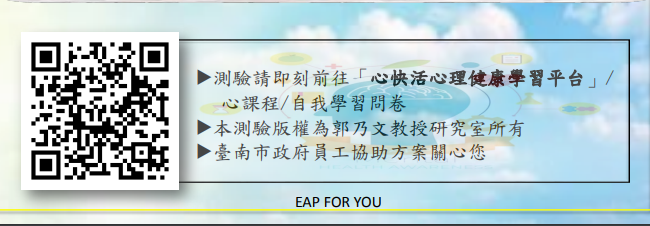 ▶測驗請即刻前往「心快活心理健康學習平台」/
心課程/自我學習問卷
▶本測驗版權為郭乃文教授研究室所有
▶臺南市政府員工協助方案關心您
EAP FOR YOU